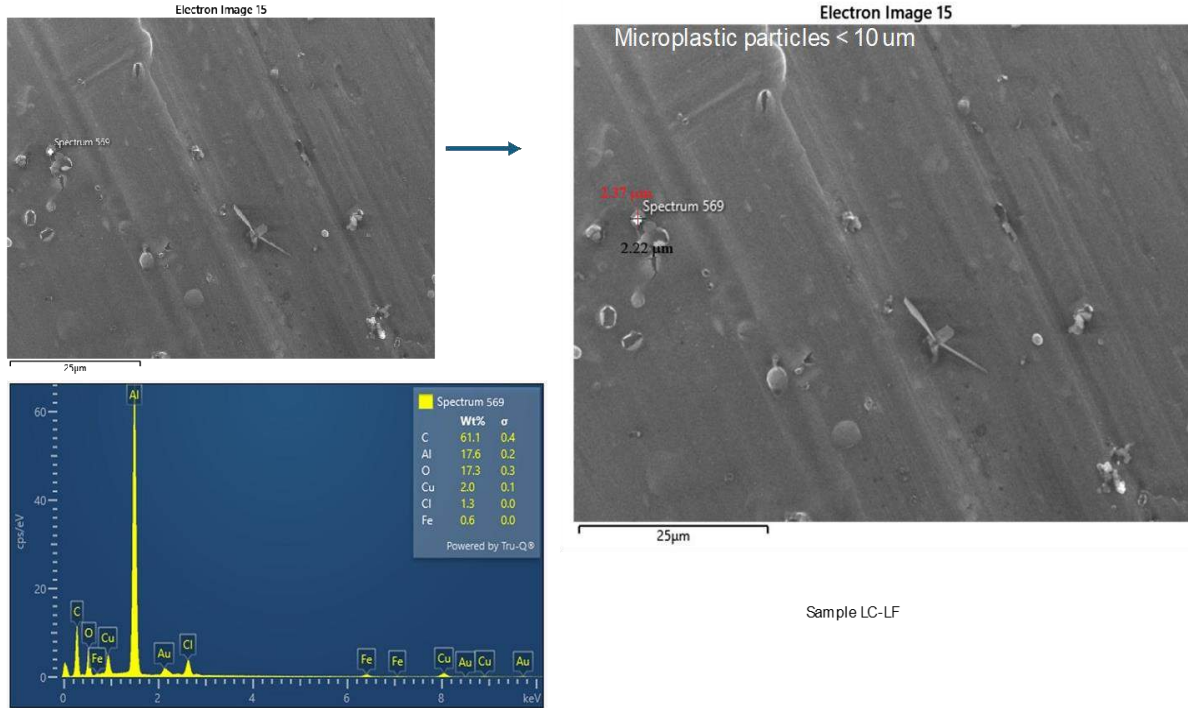 Electron Image 15
Spectrum 569
25µm
Electron Image 15
Microplastic particles < 10 um
2.37 µm
Spectrum 569
2.22 µm
25µm
Sample LC-LF
Spectrum 569
Wt% σ
C 61.1 0.4
Al 17.6 0.2
O 17.3 0.3
Cu 2.0 0.1
Cl 1.3 0.0
Fe 0.6 0.0
Powered by Tru-Q®
cps/eV
60
40
20
0
Al
C
O
Fe
Cu
Au
Cl
Fe
Fe
Cu
Au
Cu
Au
0 2 4 6 8 keV